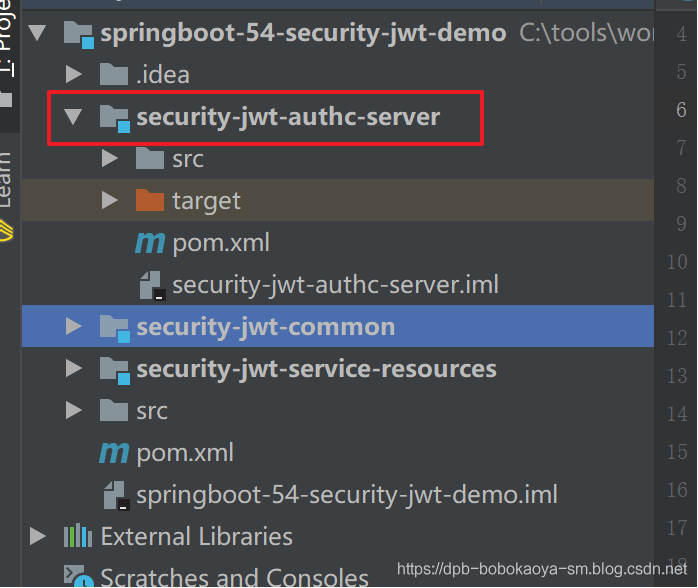 springboot-54-security-jwt-demo C:\tools\wor
.idea
security-jwt-authc-server
src
target
pom.xml
security-jwt-authc-server.iml
security-jwt-common
security-jwt-service-resources
src
pom.xml
springboot-54-security-jwt-demo.iml
External Libraries
Scratches and Consoles
Learn
4
5
6
7
8
9
10
11
12
13
14
15
16
17
18
https://dpb-bobokaoya-sm.blog.csdn.net